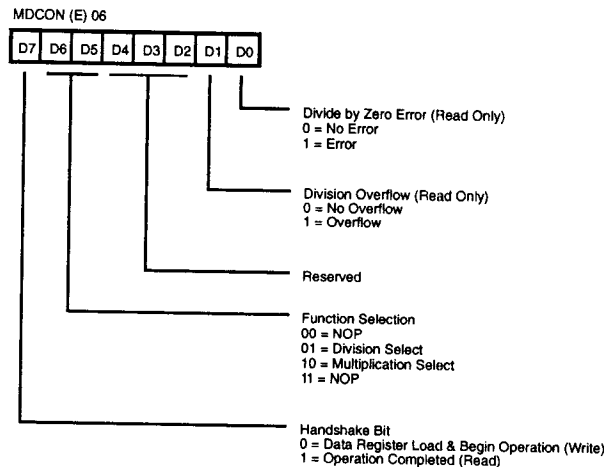 MDCON (E) 06
D7 D6 D5 D4 D3 D2 D1 D0
Divide by Zero Error (Read Only)
0 = No Error
1 = Error
Division Overflow (Read Only)
0 = No Overflow
1 = Overflow
Reserved
Function Selection
00 = NOP
01 = Division Select
10 = Multiplication Select
11 = NOP
Handshake Bit
0 = Data Register Load & Begin Operation (Write)
1 = Operation Completed (Read)